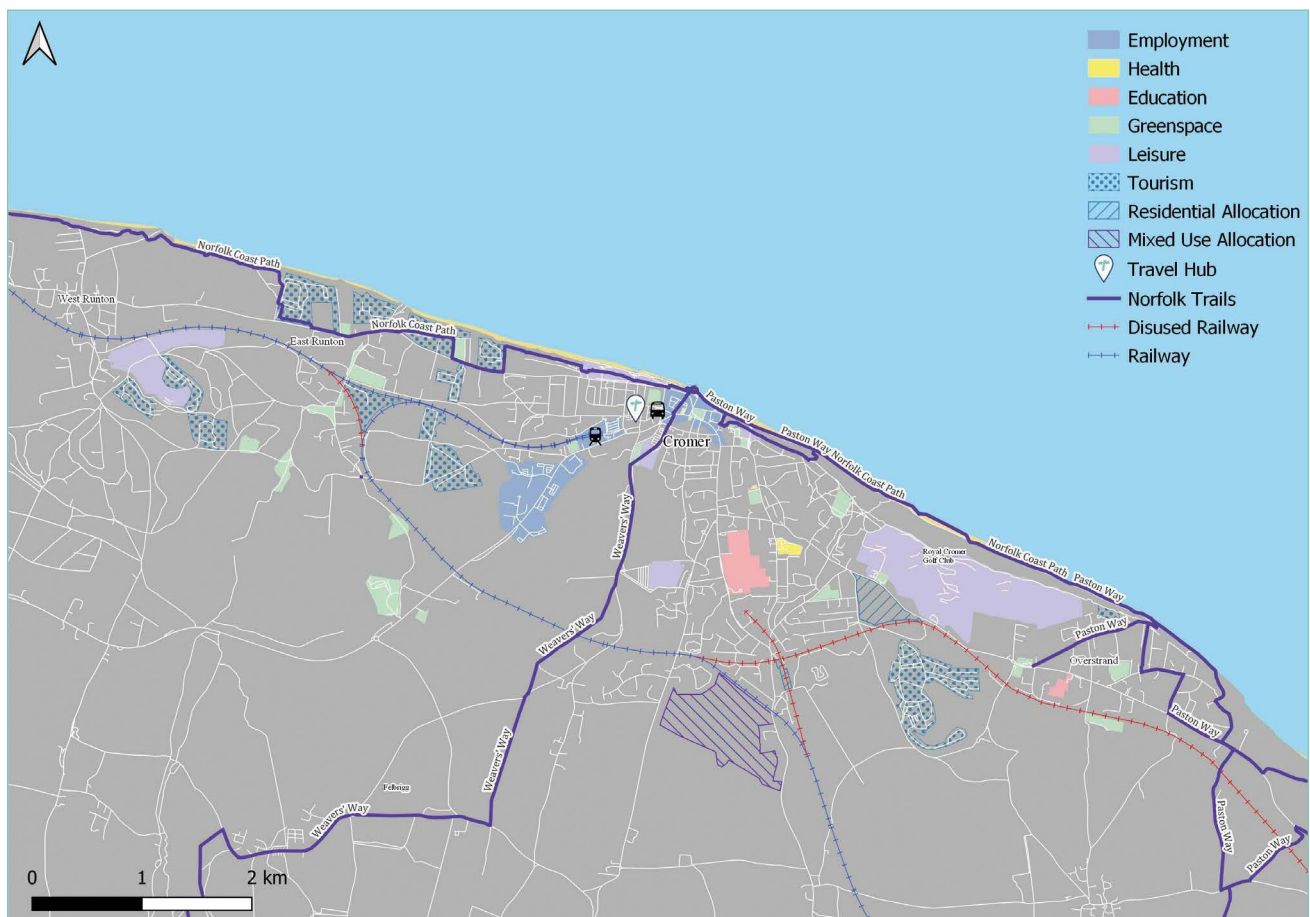 Employment
Health
Education
Greenspace
Leisure
Tourism
Residential Allocation
Mixed Use Allocation
Travel Hub
Norfolk Trails
Disused Railway
Railway
Norfolk Coast Path
West Runton
Norfolk Coast Path
East Runton
Paston Way
Cromer
Paston Way
Norfolk Coast Path
Weavers' Way
Royal Cromer
Golf Club
Norfolk Coast Path
Paston Way
Weavers' Way
Paston Way
Overstrand
Paston Way
Weavers' Way
Felbrigg
Weavers' Way
Paston Way
Paston Way
0 1 2 km